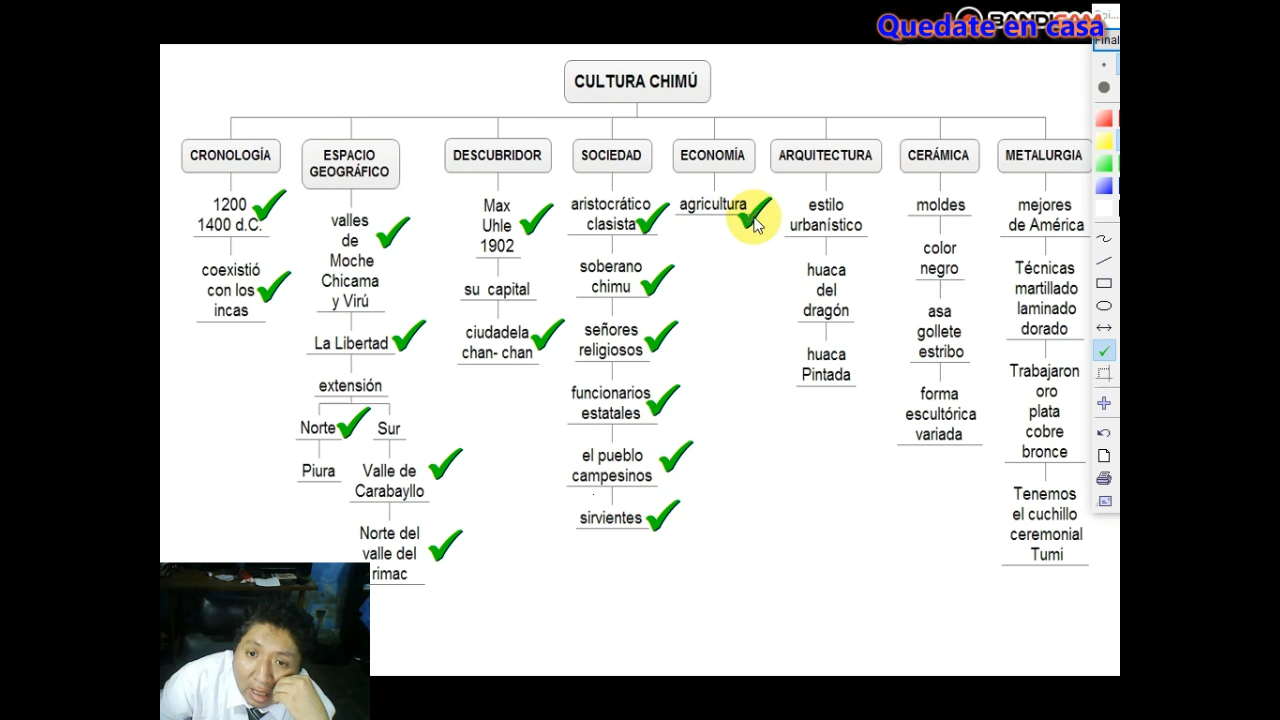 BANDICAM
Quedate en casa
Final
CULTURA CHIMÚ
CRONOLOGÍA
1200
1400 d.C.
coexistió
con los
incas
ESPACIO
GEOGRÁFICO
valles
de
Moche
Chicama
y Virú
La Libertad
extensión
Norte
Piura
Sur
Valle de
Carabayllo
Norte del
valle del
rimac
DESCUBRIDOR
Max
Uhle
1902
su capital
ciudadela
chan- chan
SOCIEDAD
aristocrático
clasista
soberano
chimu
señores
religiosos
funcionarios
estatales
el pueblo
campesinos
sirvientes
ECONOMÍA
agricultura
ARQUITECTURA
estilo
urbanístico
huaca
del
dragón
huaca
Pintada
CERÁMICA
moldes
color
negro
asa
gollete
estribo
forma
escultórica
variada
METALURGIA
mejores
de América
Técnicas
martillado
laminado
dorado
Trabajaron
oro
plata
cobre
bronce
Tenemos
el cuchillo
ceremonial
Tumi